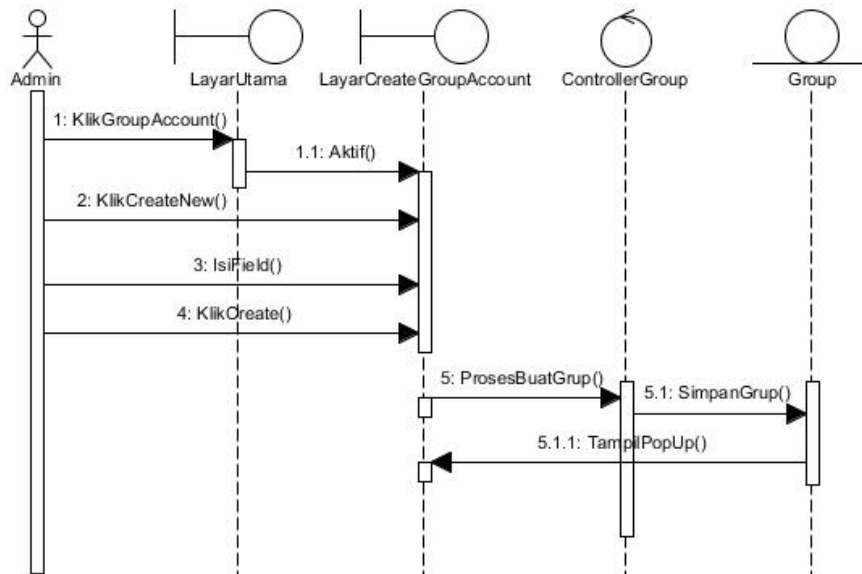 Admin
LayarUtama
LayarCreateGroupAccount
ControllerGroup
Group
1: KlikGroupAccount()
1.1: Aktif()
2: KlikCreateNew()
3: IsiField()
4: KlikCreate()
5: ProsesBuatGrup()
5.1: SimpanGrup()
5.1.1: TampilPopUp()